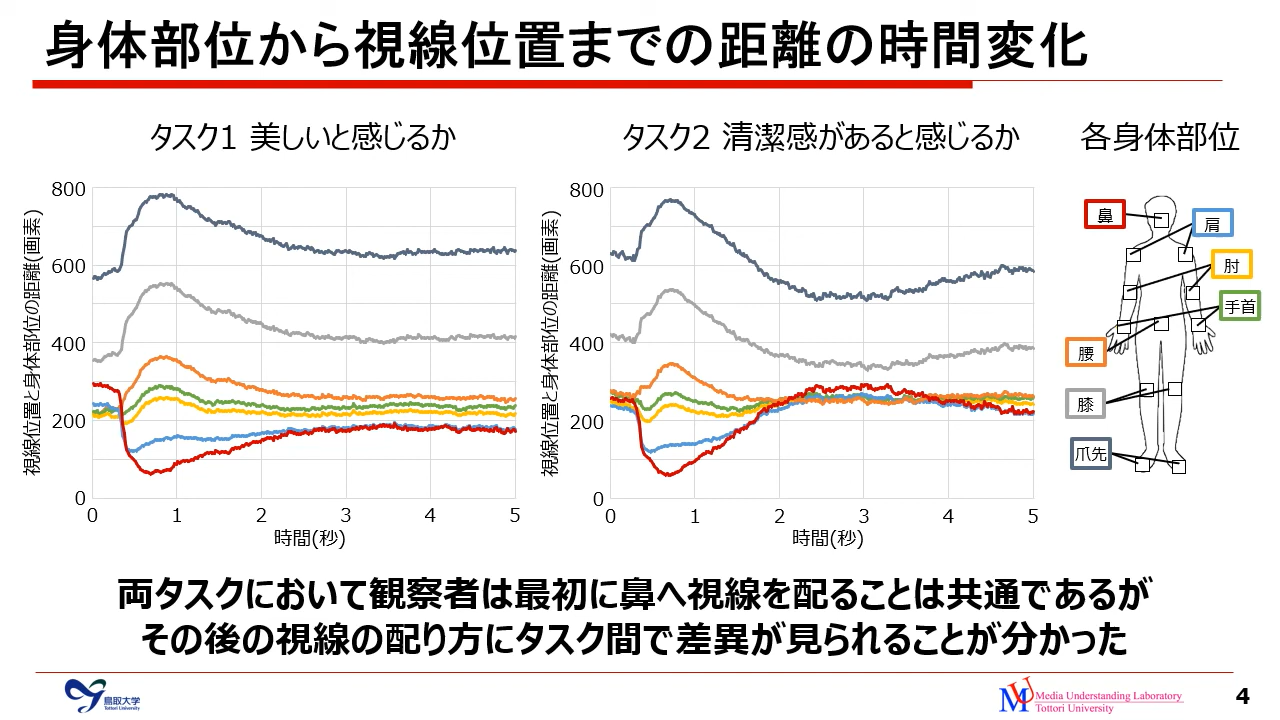 身体部位から視線位置までの距離の時間変化
タスク1 美しいと感じるか
タスク2 清潔感があると感じるか
各身体部位
視線位置と身体部位の距離(画素)
800
600
400
200
0
0 1 2 3 4 5
時間(秒)
視線位置と身体部位の距離(画素)
800
600
400
200
0
0 1 2 3 4 5
時間(秒)
鼻
肩
肘
手首
腰
膝
爪先
両タスクにおいて観察者は最初に鼻へ視線を配ることは共通であるが
その後の視線の配り方にタスク間で差異が見られることが分かった
鳥取大学
Tottori University
MU
Media Understanding Laboratory
Tottori University
4